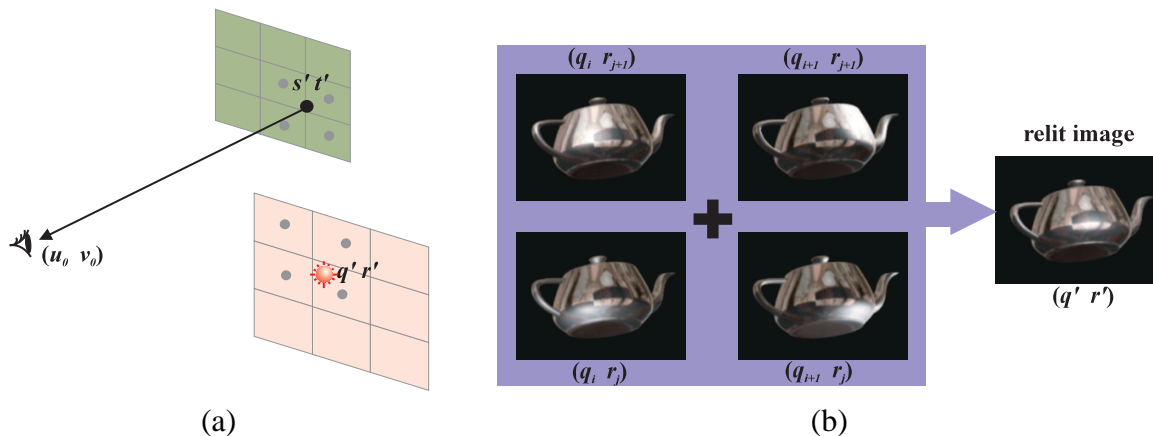 s' t'
(u₀ v₀)
q' r'
(a)
(qᵢ rⱼ₊₁)
(qᵢ₊₁ rⱼ₊₁)
(qᵢ rⱼ)
(qᵢ₊₁ rⱼ)
relit image
(q' r')
(b)